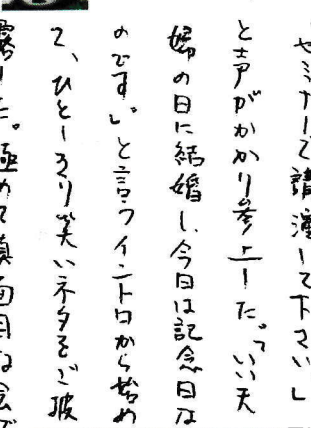 セミナーで講演して下さい」
と声がかかり参上した。"いい夫
婦の日に結婚し、今日は記念日な
のです。"と言うイントロから始め
て、ひとしきり笑いネタをご披
露した。極めて真面目な会で